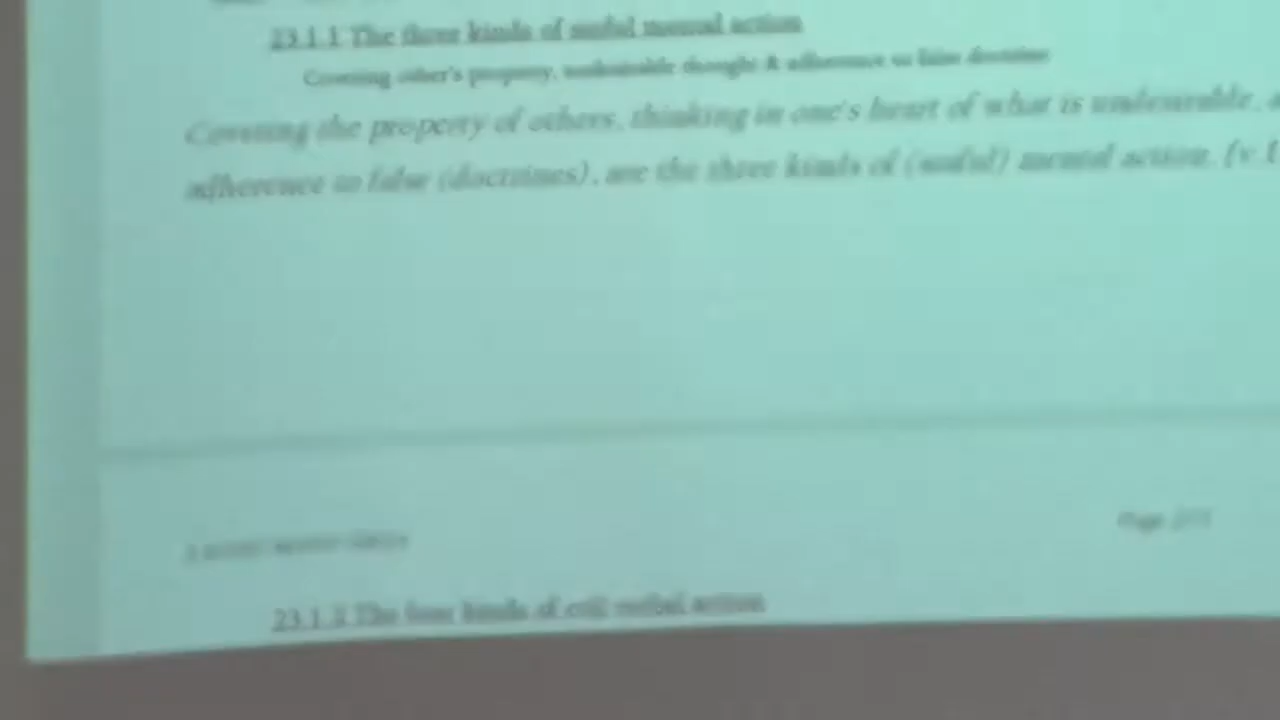 23.1.1 The three kinds of sinful mental action
Coveting other's property, undesirable thought & adherence to false doctrine
Coveting the property of others, thinking in one's heart of what is undesirable,
adherence to false (doctrines), are the three kinds of (sinful) mental action. [v.
Page
23.1.2 The four kinds of evil verbal action